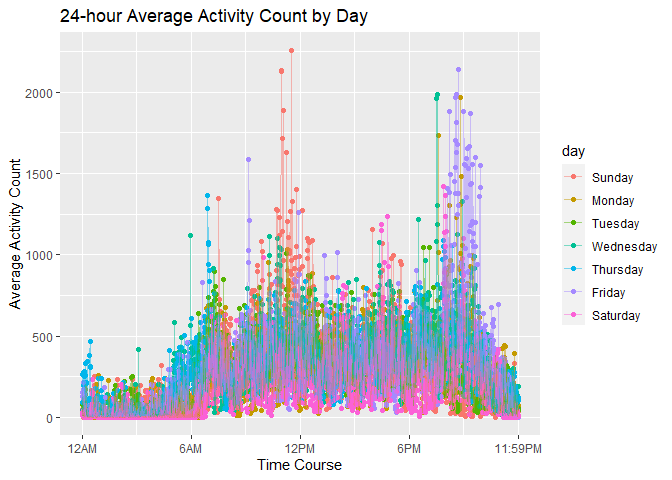 24-hour Average Activity Count by Day
Average Activity Count
2000
1500
1000
500
0
12AM
6AM
12PM
6PM
11:59PM
Time Course
day
Sunday
Monday
Tuesday
Wednesday
Thursday
Friday
Saturday